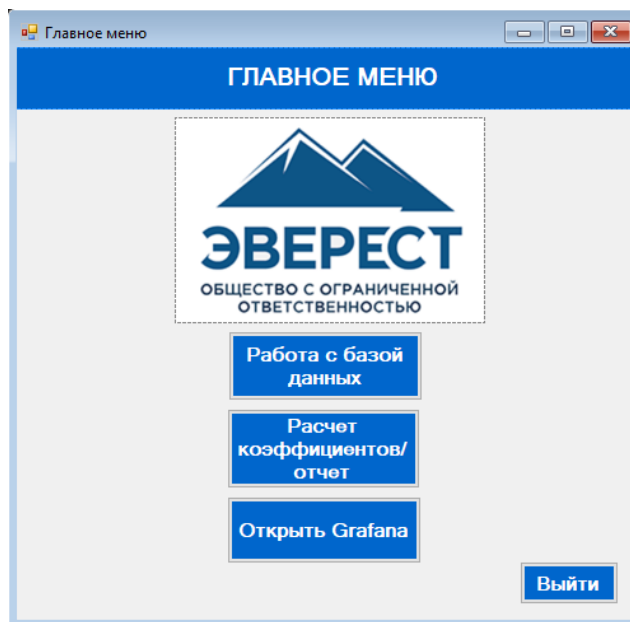 Главное меню
ГЛАВНОЕ МЕНЮ
ЭВЕРЕСТ
ОБЩЕСТВО С ОГРАНИЧЕННОЙ
ОТВЕТСТВЕННОСТЬЮ
Работа с базой
данных
Расчет
коэффициентов/
отчет
Открыть Grafana
Выйти